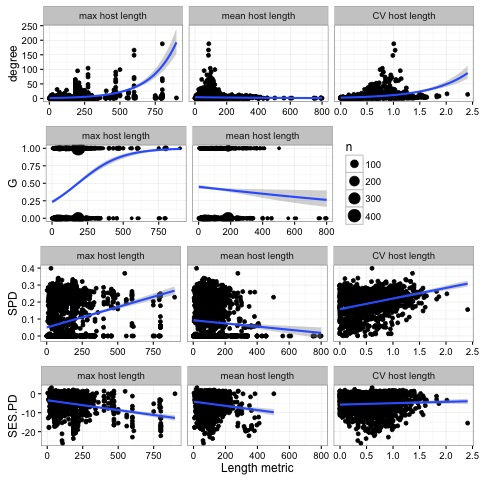 max host length mean host length CV host length
degree
250
200
150
100
50
0
0 250 500 750 0 200 400 600 800 0.0 0.5 1.0 1.5 2.0 2.5
max host length mean host length
G
1.00
0.75
0.50
0.25
0.00
0 250 500 750 0 200 400 600 800
n
100
200
300
400
max host length mean host length CV host length
SPD
0.4
0.3
0.2
0.1
0.0
0 250 500 750 0 200 400 600 800 0.0 0.5 1.0 1.5 2.0 2.5
max host length mean host length CV host length
SES.PD
0
-10
-20
0 250 500 750 0 200 400 600 800 0.0 0.5 1.0 1.5 2.0 2.5
Length metric